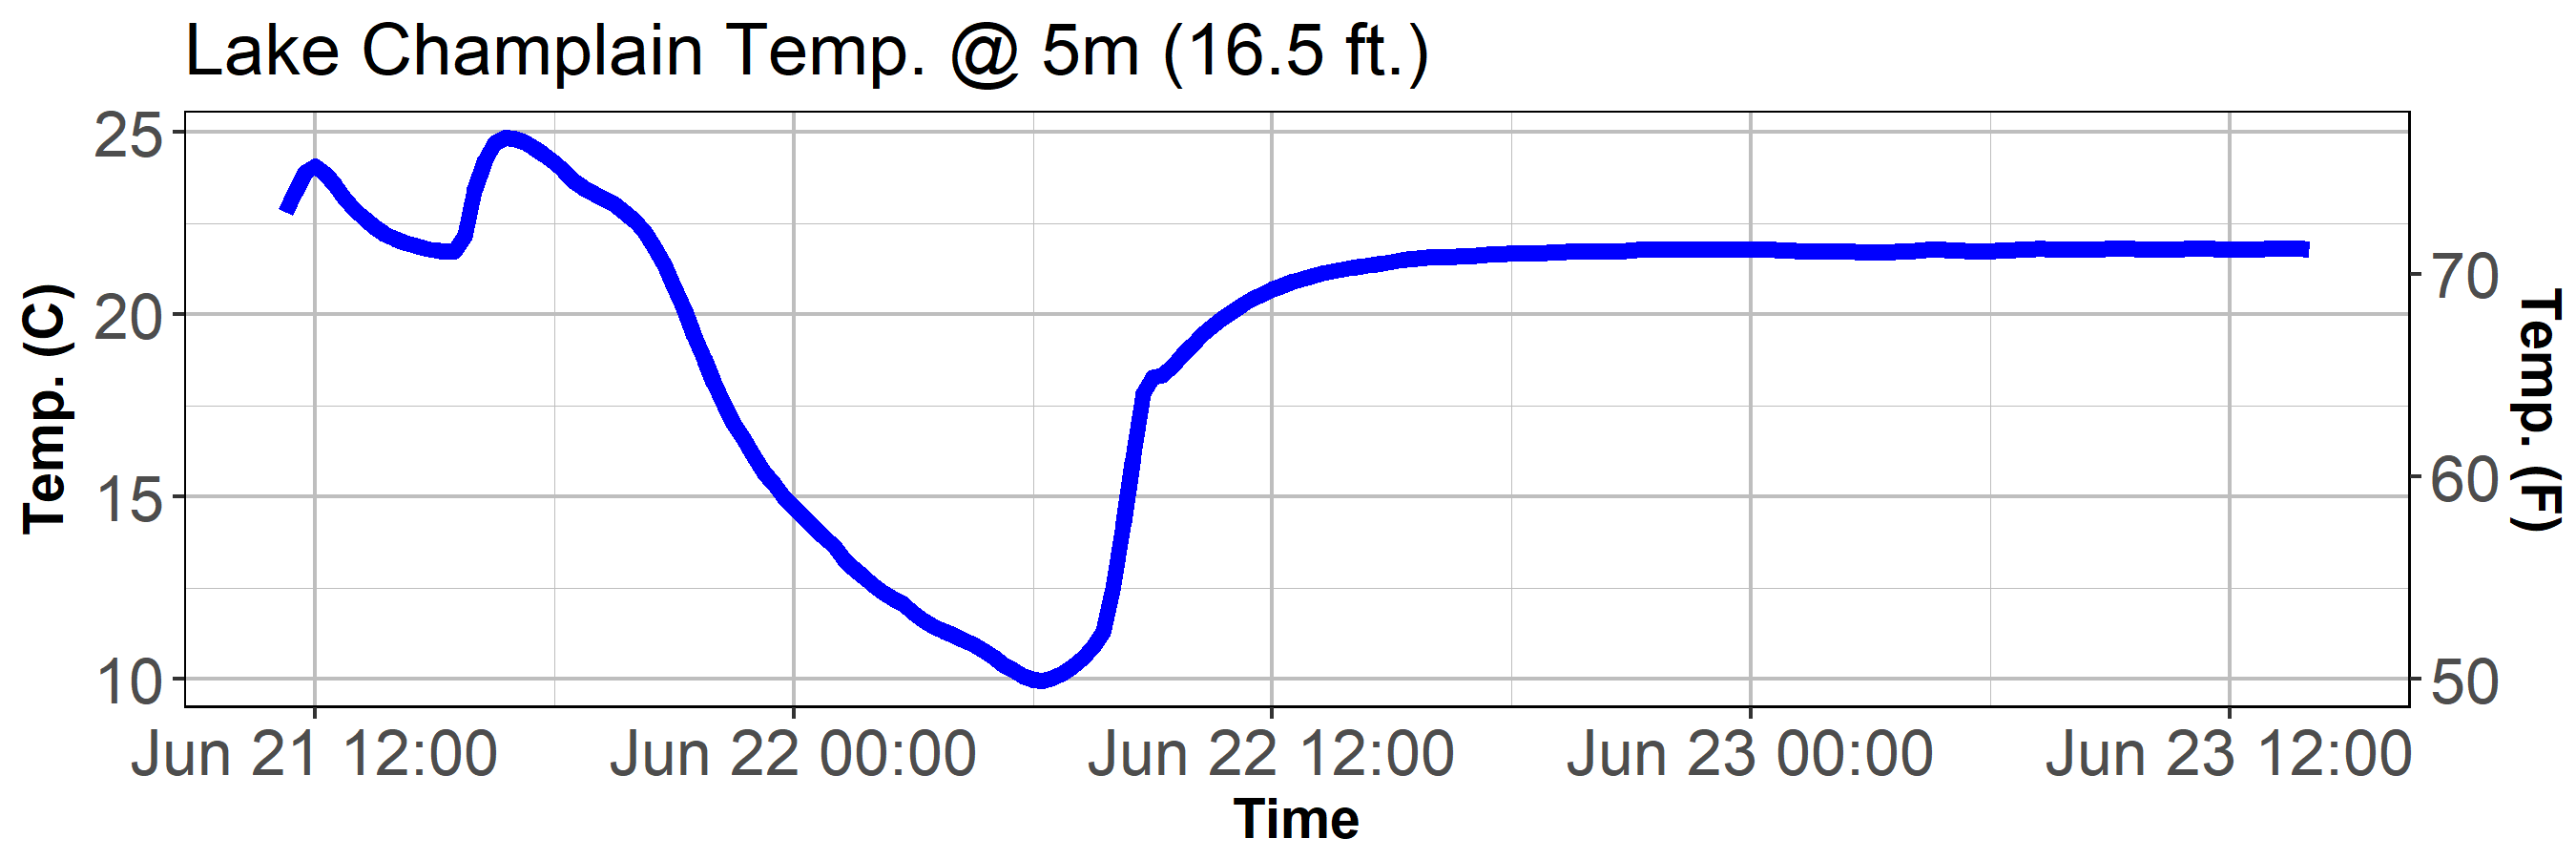 Lake Champlain Temp. @ 5m (16.5 ft.)
Temp. (C)
25
20
15
10
70
60
50
Temp. (F)
Jun 21 12:00 Jun 22 00:00 Jun 22 12:00 Jun 23 00:00 Jun 23 12:00
Time